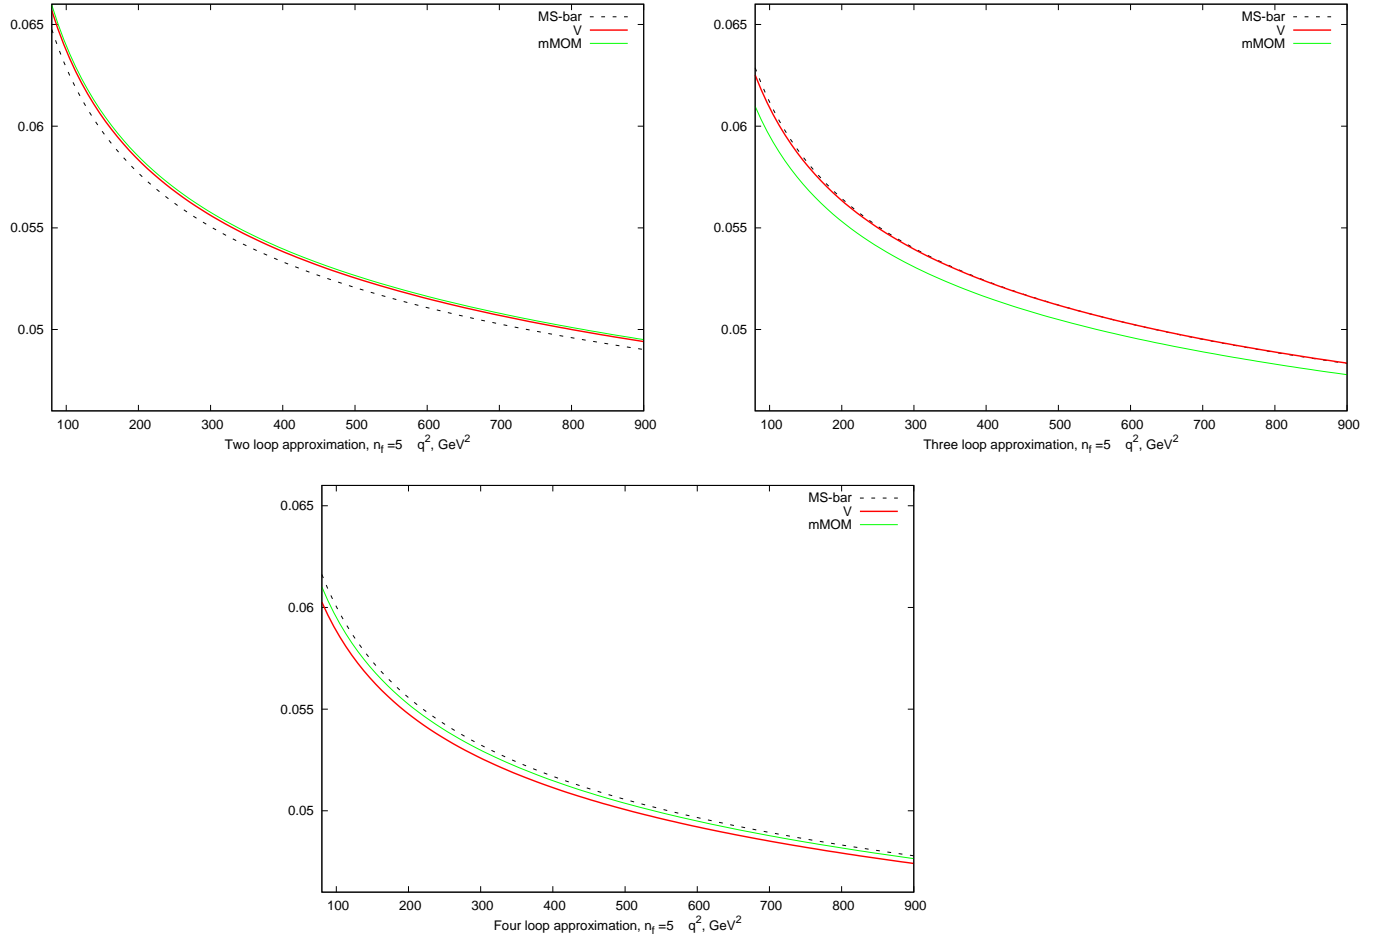 0.065
0.06
0.055
0.05
MS-bar
V
mMOM
100 200 300 400 500 600 700 800 900
Two loop approximation, n_f =5 q^2, GeV^2
0.065
0.06
0.055
0.05
MS-bar
V
mMOM
100 200 300 400 500 600 700 800 900
Three loop approximation, n_f =5 q^2, GeV^2
0.065
0.06
0.055
0.05
MS-bar
V
mMOM
100 200 300 400 500 600 700 800 900
Four loop approximation, n_f =5 q^2, GeV^2